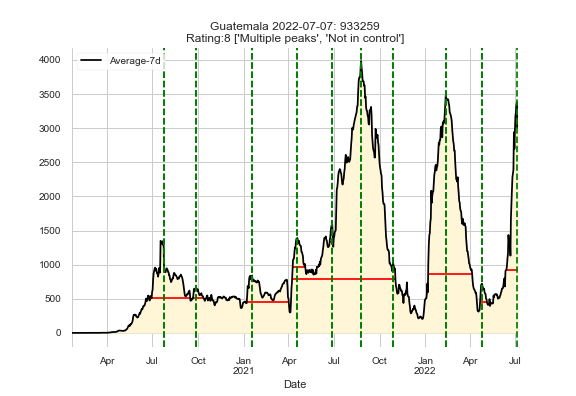 Guatemala 2022-07-07: 933259
Rating:8 ['Multiple peaks', 'Not in control']
Average-7d
4000
3500
3000
2500
2000
1500
1000
500
0
Apr Jul Oct Jan Apr Jul Oct Jan Apr Jul
2021 2022
Date